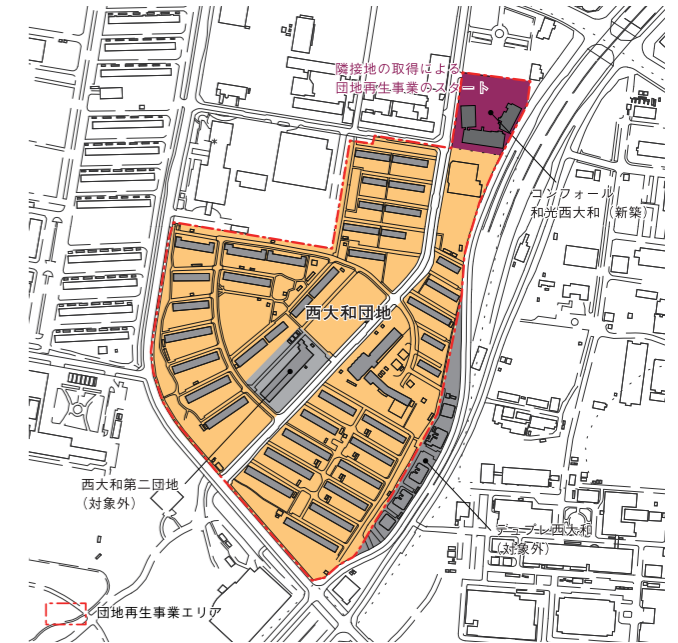 隣接地の取得による
団地再生事業のスタート
コンフォール
和光西大和（新築）
西大和団地
西大和第二団地
（対象外）
デュプレ西大和
（対象外）
団地再生事業エリア